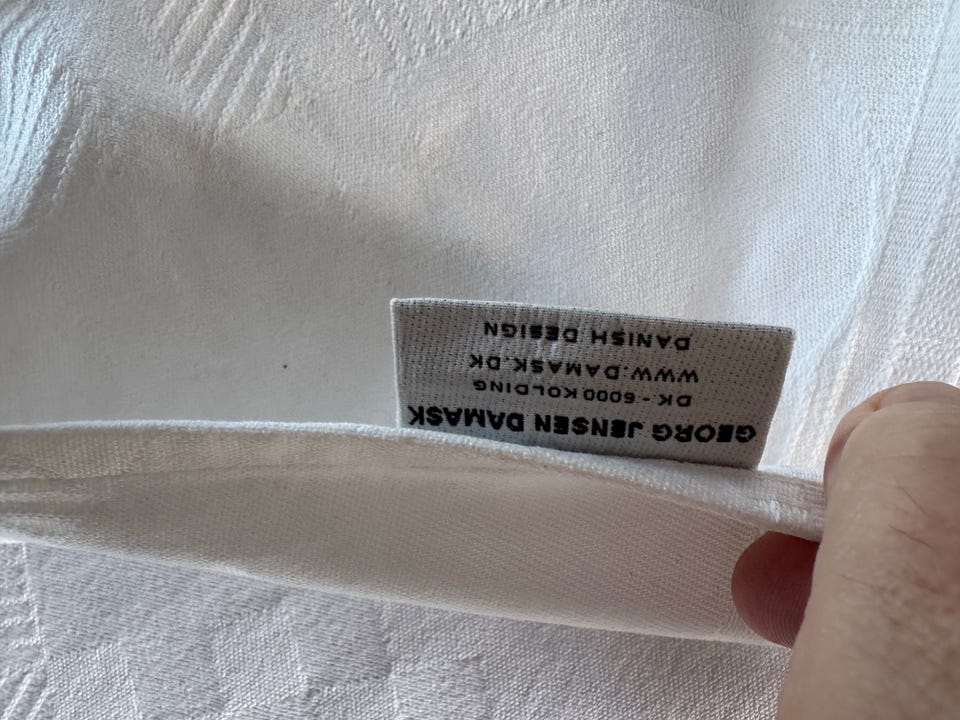 GEORG JENSEN DAMASK
DK - 6000 KOLDING
WWW.DAMASK.DK
DANISH DESIGN